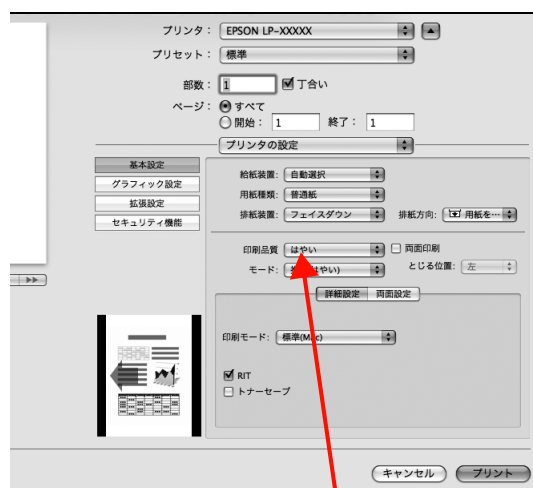 プリンタ： EPSON LP-XXXXX
プリセット： 標準
部数： 1 丁合い
ページ： すべて
開始： 1 終了： 1
プリンタの設定
基本設定
グラフィック設定
拡張設定
セキュリティ機能
給紙装置： 自動選択
用紙種類： 普通紙
排紙装置： フェイスダウン 排紙方向： 用紙を…
印刷品質 はやい 両面印刷
モード： はやい) とじる位置： 左
詳細設定 両面設定
印刷モード： 標準(Mac)
RIT
トナーセーブ
キャンセル プリント